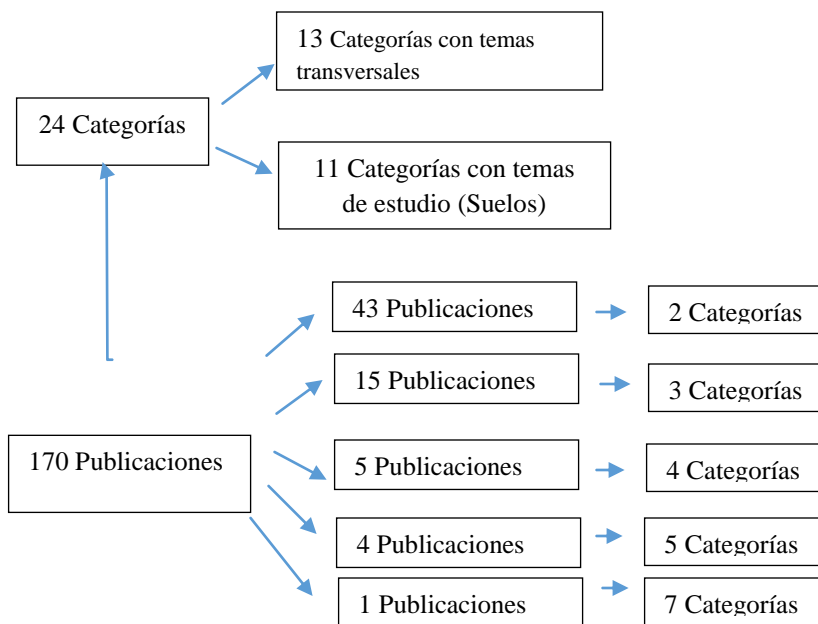 13 Categorías con temas
transversales
24 Categorías
11 Categorías con temas
de estudio (Suelos)
43 Publicaciones
2 Categorías
15 Publicaciones
3 Categorías
170 Publicaciones
5 Publicaciones
4 Categorías
4 Publicaciones
5 Categorías
1 Publicaciones
7 Categorías